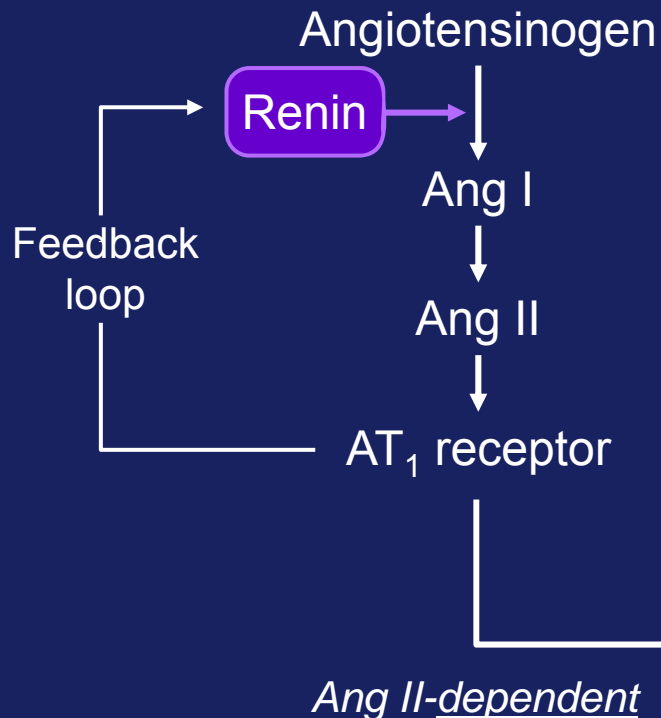 Angiotensinogen
Renin
Ang I
Feedback
loop
Ang II
AT₁ receptor
Ang II-dependent